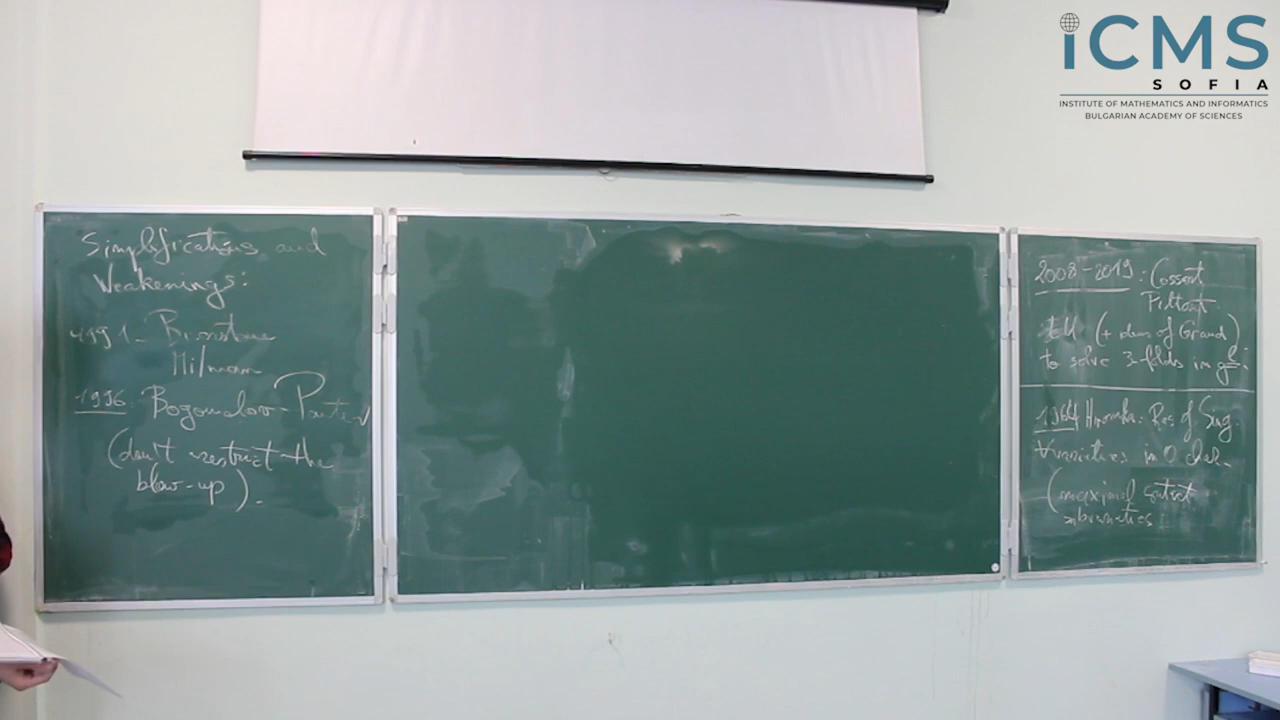 Simplifications and
Weakenings:
1991- Bierstone
Milman
1996 Bogomolov-Pantev
(don't restrict the
blow-up).
2008-2019: Cossart
Piltant
(+ ideas of Giraud)
to solve 3-folds in
1964 Hironaka: Res of Sing.
Varieties in 0 char.
(maximal contact
subvarieties
iCMS
SOFIA
INSTITUTE OF MATHEMATICS AND INFORMATICS
BULGARIAN ACADEMY OF SCIENCES